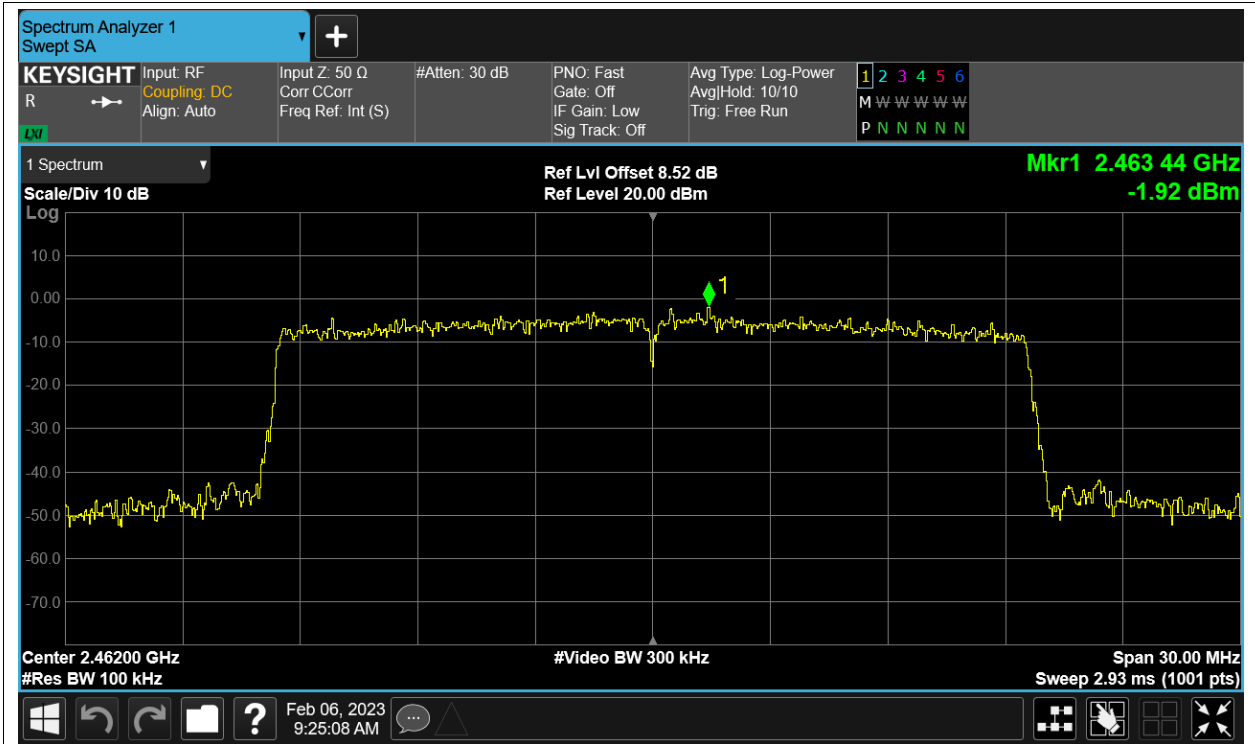 Spectrum Analyzer 1
Swept SA
KEYSIGHT
R
LXI
Input: RF
Coupling: DC
Align: Auto
Input Z: 50 Ω
Corr CCorr
Freq Ref: Int (S)
#Atten: 30 dB
PNO: Fast
Gate: Off
IF Gain: Low
Sig Track: Off
Avg Type: Log-Power
Avg|Hold: 10/10
Trig: Free Run
1 2 3 4 5 6
M W W W W W
P N N N N N
1 Spectrum
Scale/Div 10 dB
Log
Ref Lvl Offset 8.52 dB
Ref Level 20.00 dBm
Mkr1 2.463 44 GHz
-1.92 dBm
10.0
0.00
-10.0
-20.0
-30.0
-40.0
-50.0
-60.0
-70.0
1
Center 2.46200 GHz
#Res BW 100 kHz
#Video BW 300 kHz
Span 30.00 MHz
Sweep 2.93 ms (1001 pts)
?
Feb 06, 2023
9:25:08 AM